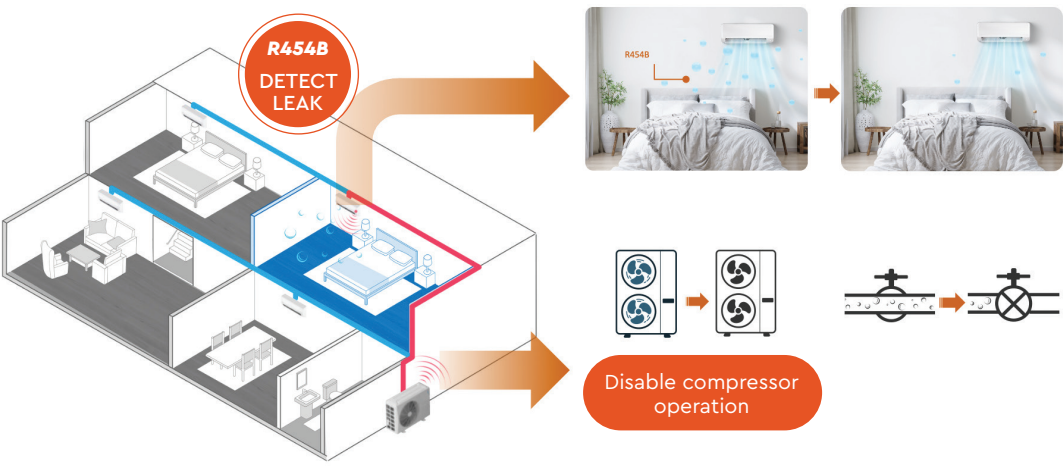 R454B
DETECT
LEAK
R454B
Disable compressor
operation